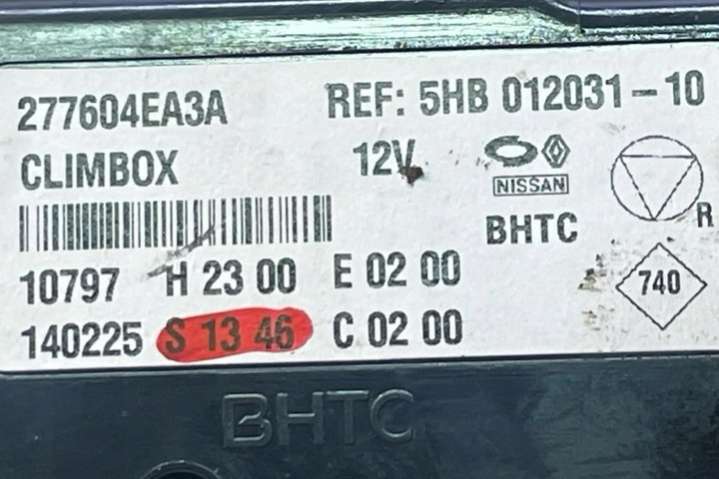 277604EA3A REF: 5HB 012031-10
CLIMBOX 12V
NISSAN
BHTC
R
10797 H 23 00 E 02 00
740
140225 S 13 46 C 02 00
BHTC